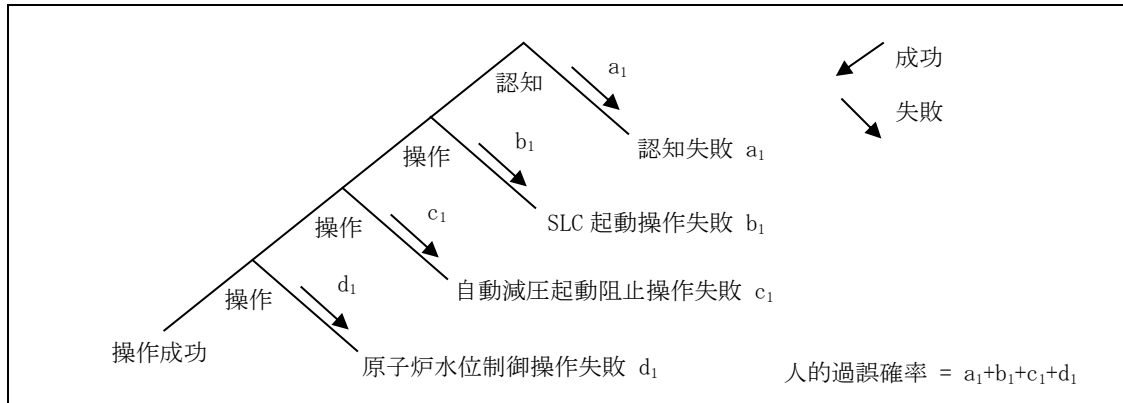 認知
a₁
認知失敗 a₁
操作
b₁
SLC 起動操作失敗 b₁
操作
c₁
自動減圧起動阻止操作失敗 c₁
操作
d₁
原子炉水位制御操作失敗 d₁
操作成功
成功
失敗
人的過誤確率 = a₁+b₁+c₁+d₁